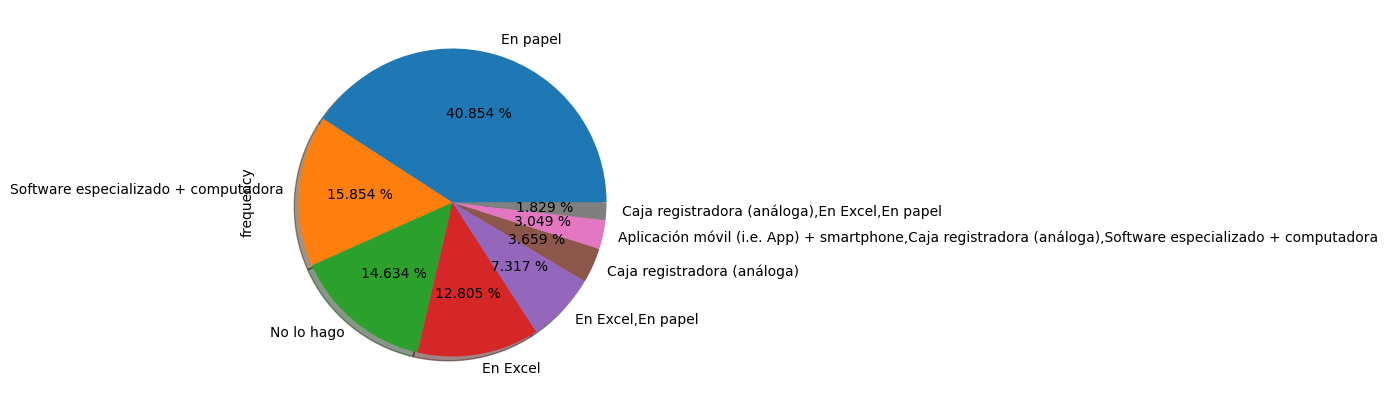 En papel
40.854 %
Software especializado + computadora
15.854 %
frequency
1.829 %
Caja registradora (análoga),En Excel,En papel
3.049 %
Aplicación móvil (i.e. App) + smartphone,Caja registradora (análoga),Software especializado + computadora
3.659 %
Caja registradora (análoga)
7.317 %
14.634 %
12.805 %
En Excel,En papel
No lo hago
En Excel